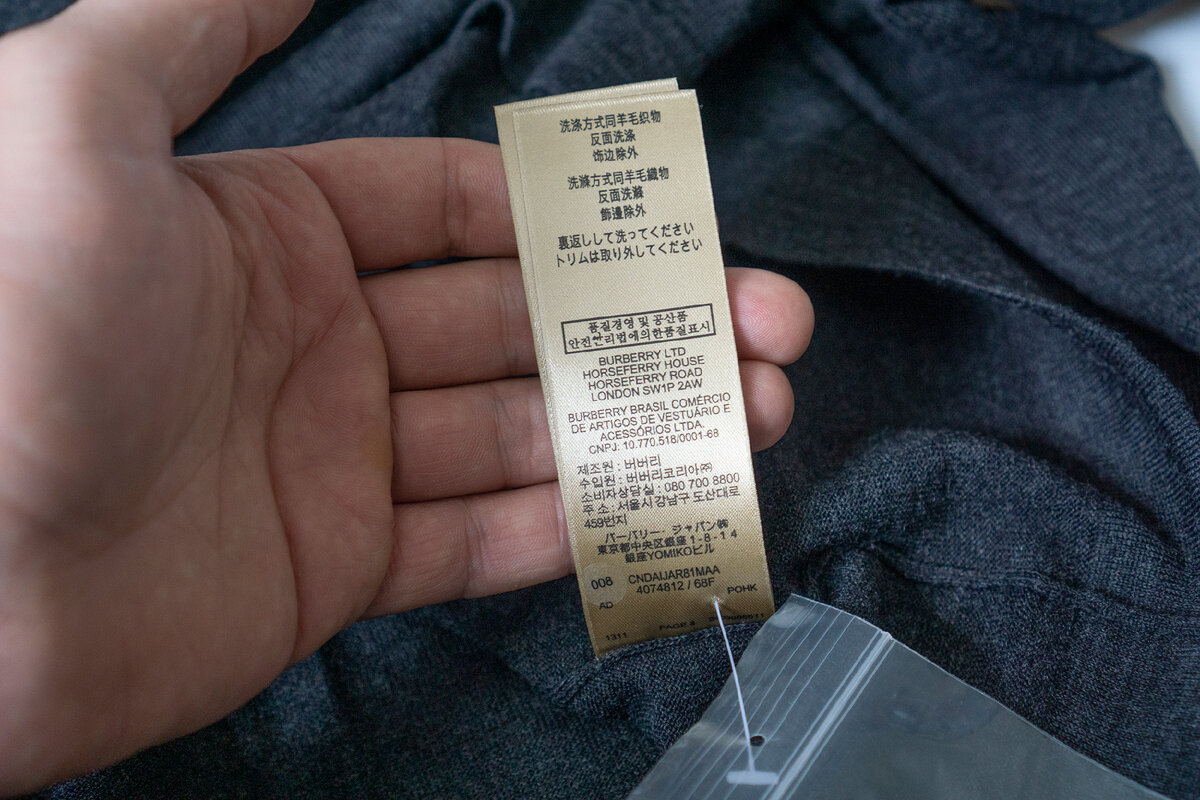 洗涤方式同羊毛织物
反面洗涤
饰边除外
洗滌方式同羊毛織物
反面洗滌
飾邊除外
裏返しして洗ってください
トリムは取り外してください
품질경영 및 공산품
안전관리법에의한품질표시
BURBERRY LTD
HORSEFERRY HOUSE
HORSEFERRY ROAD
LONDON SW1P 2AW
BURBERRY BRASIL COMÉRCIO
DE ARTIGOS DE VESTUÁRIO E
ACESSÓRIOS LTDA.
CNPJ: 10.770.518/0001-68
제조원 : 버버리
수입원 : 버버리코리아㈜
소비자상담실 : 080 700 8800
주 소 : 서울시 강남구 도산대로
459번지
バーバリー・ジャパン㈱
東京都中央区銀座1-8-14
銀座YOMIKOビル
008 CNDAIJAR81MAA
4074812 / 68F
AD POHK
1311 PAGE 4